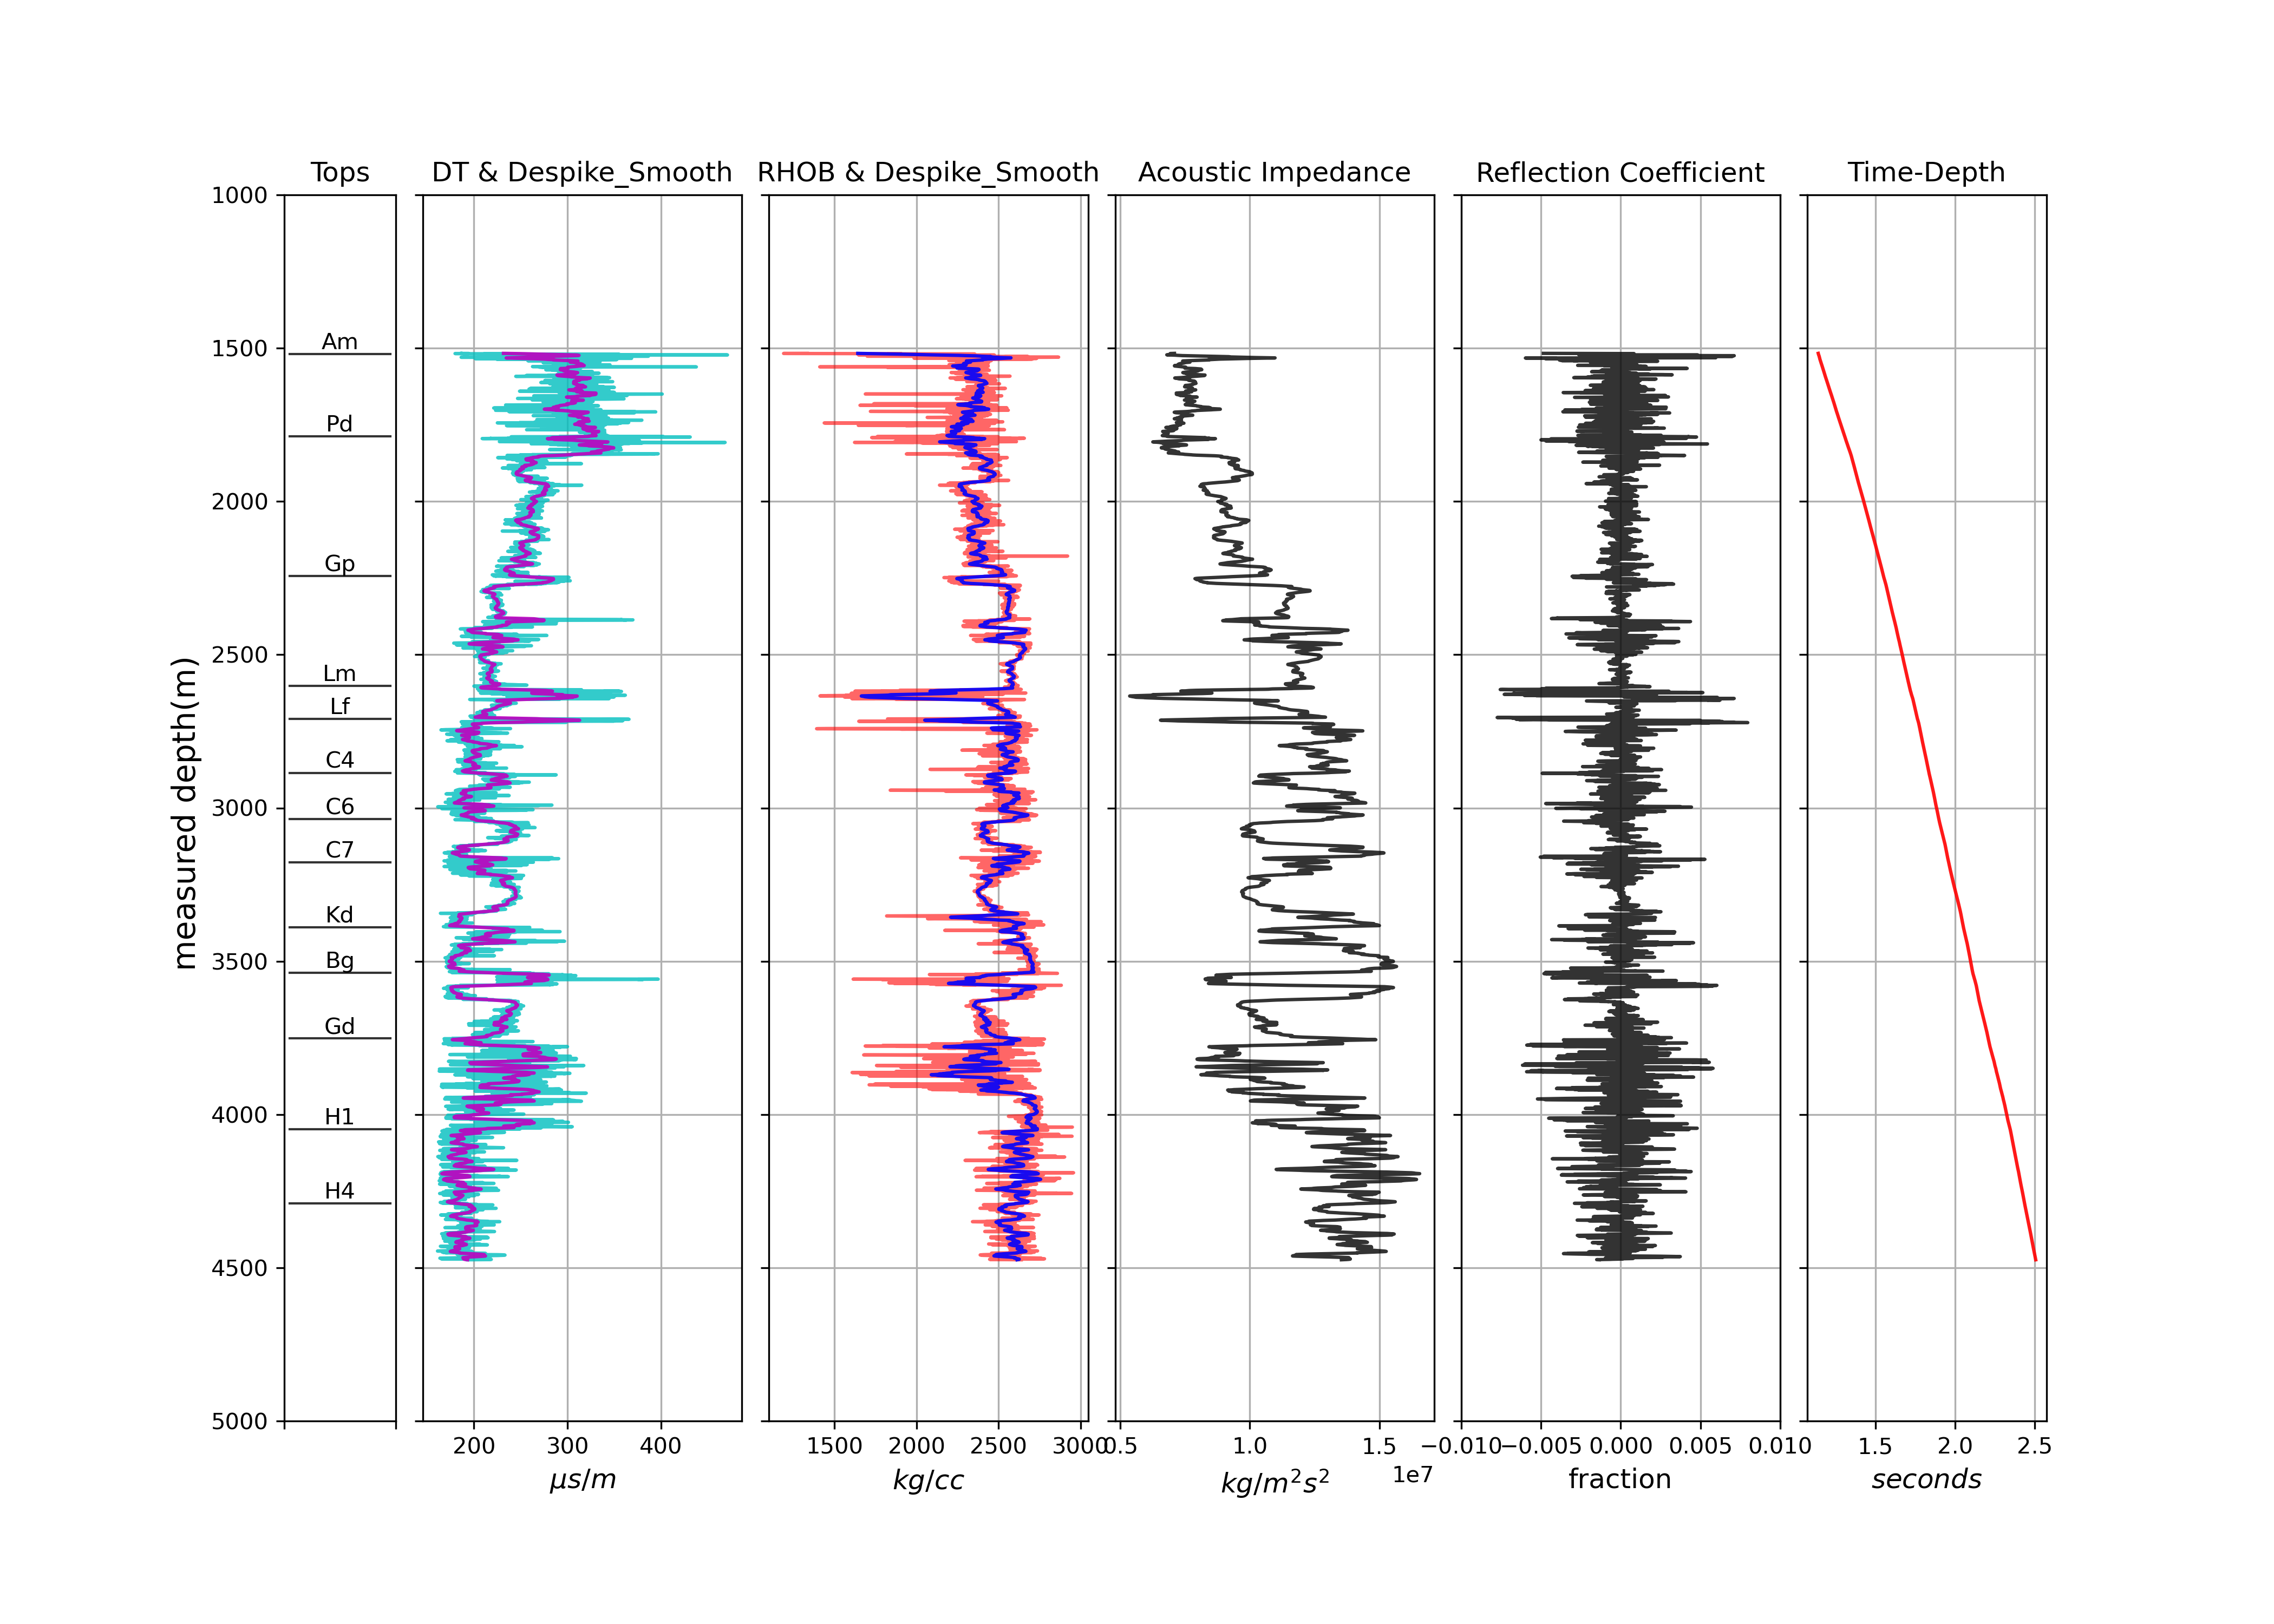 Tops
DT & Despike_Smooth
RHOB & Despike_Smooth
Acoustic Impedance
Reflection Coefficient
Time-Depth
measured depth(m)
1000
1500
2000
2500
3000
3500
4000
4500
5000
Am
Pd
Gp
Lm
Lf
C4
C6
C7
Kd
Bg
Gd
H1
H4
200 300 400
μs/m
1500 2000 2500 3000
kg/cc
0.5 1.0 1.5
1e7
kg/m²s²
−0.010 −0.005 0.000 0.005 0.010
fraction
1.5 2.0 2.5
seconds